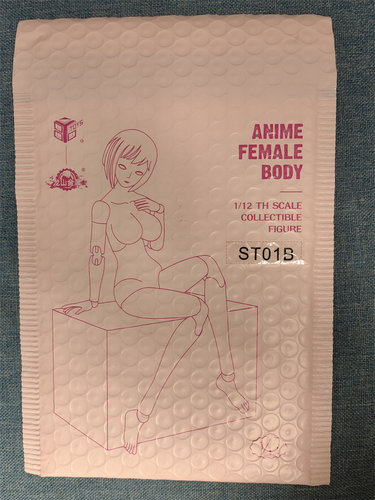 ANIME
FEMALE
BODY
1/12 TH SCALE
COLLECTIBLE
FIGURE
ST01B